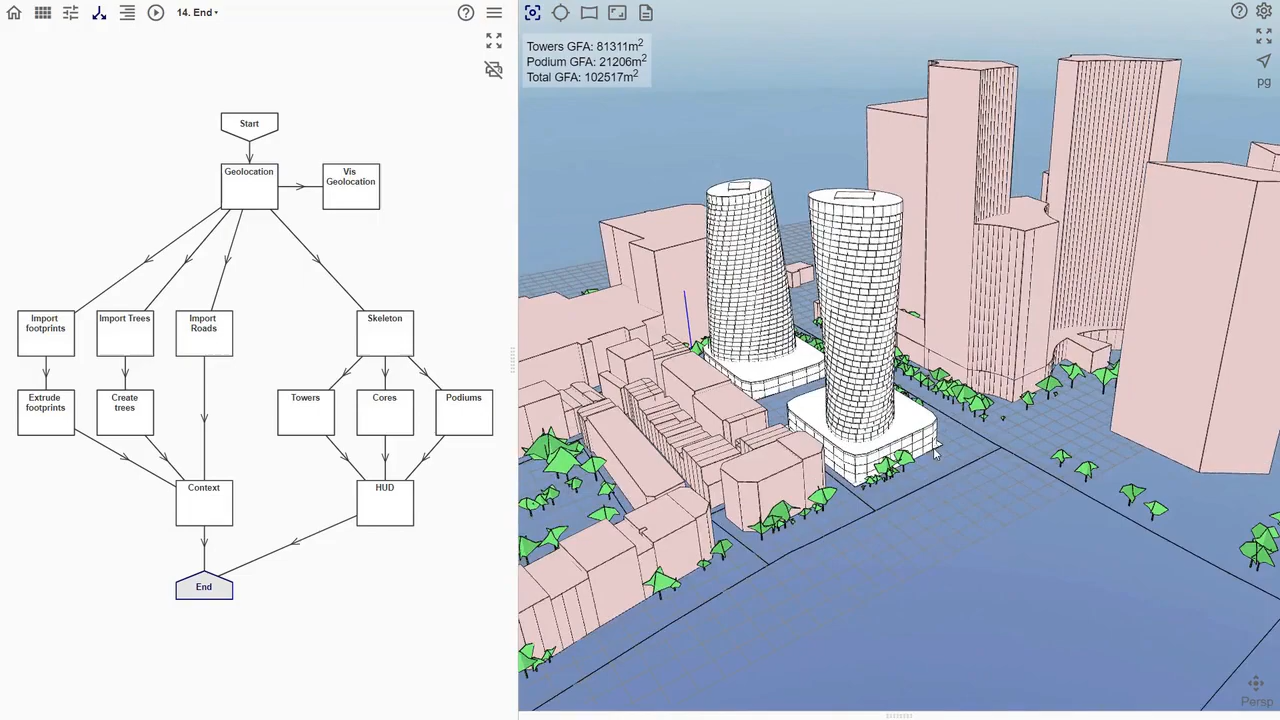 14. End
Towers GFA: 81311m²
Podium GFA: 21206m²
Total GFA: 102517m²
pg
Start
Geolocation
Vis
Geolocation
Import
footprints
Import Trees
Import
Roads
Skeleton
Extrude
footprints
Create
trees
Towers
Cores
Podiums
Context
HUD
End
Persp